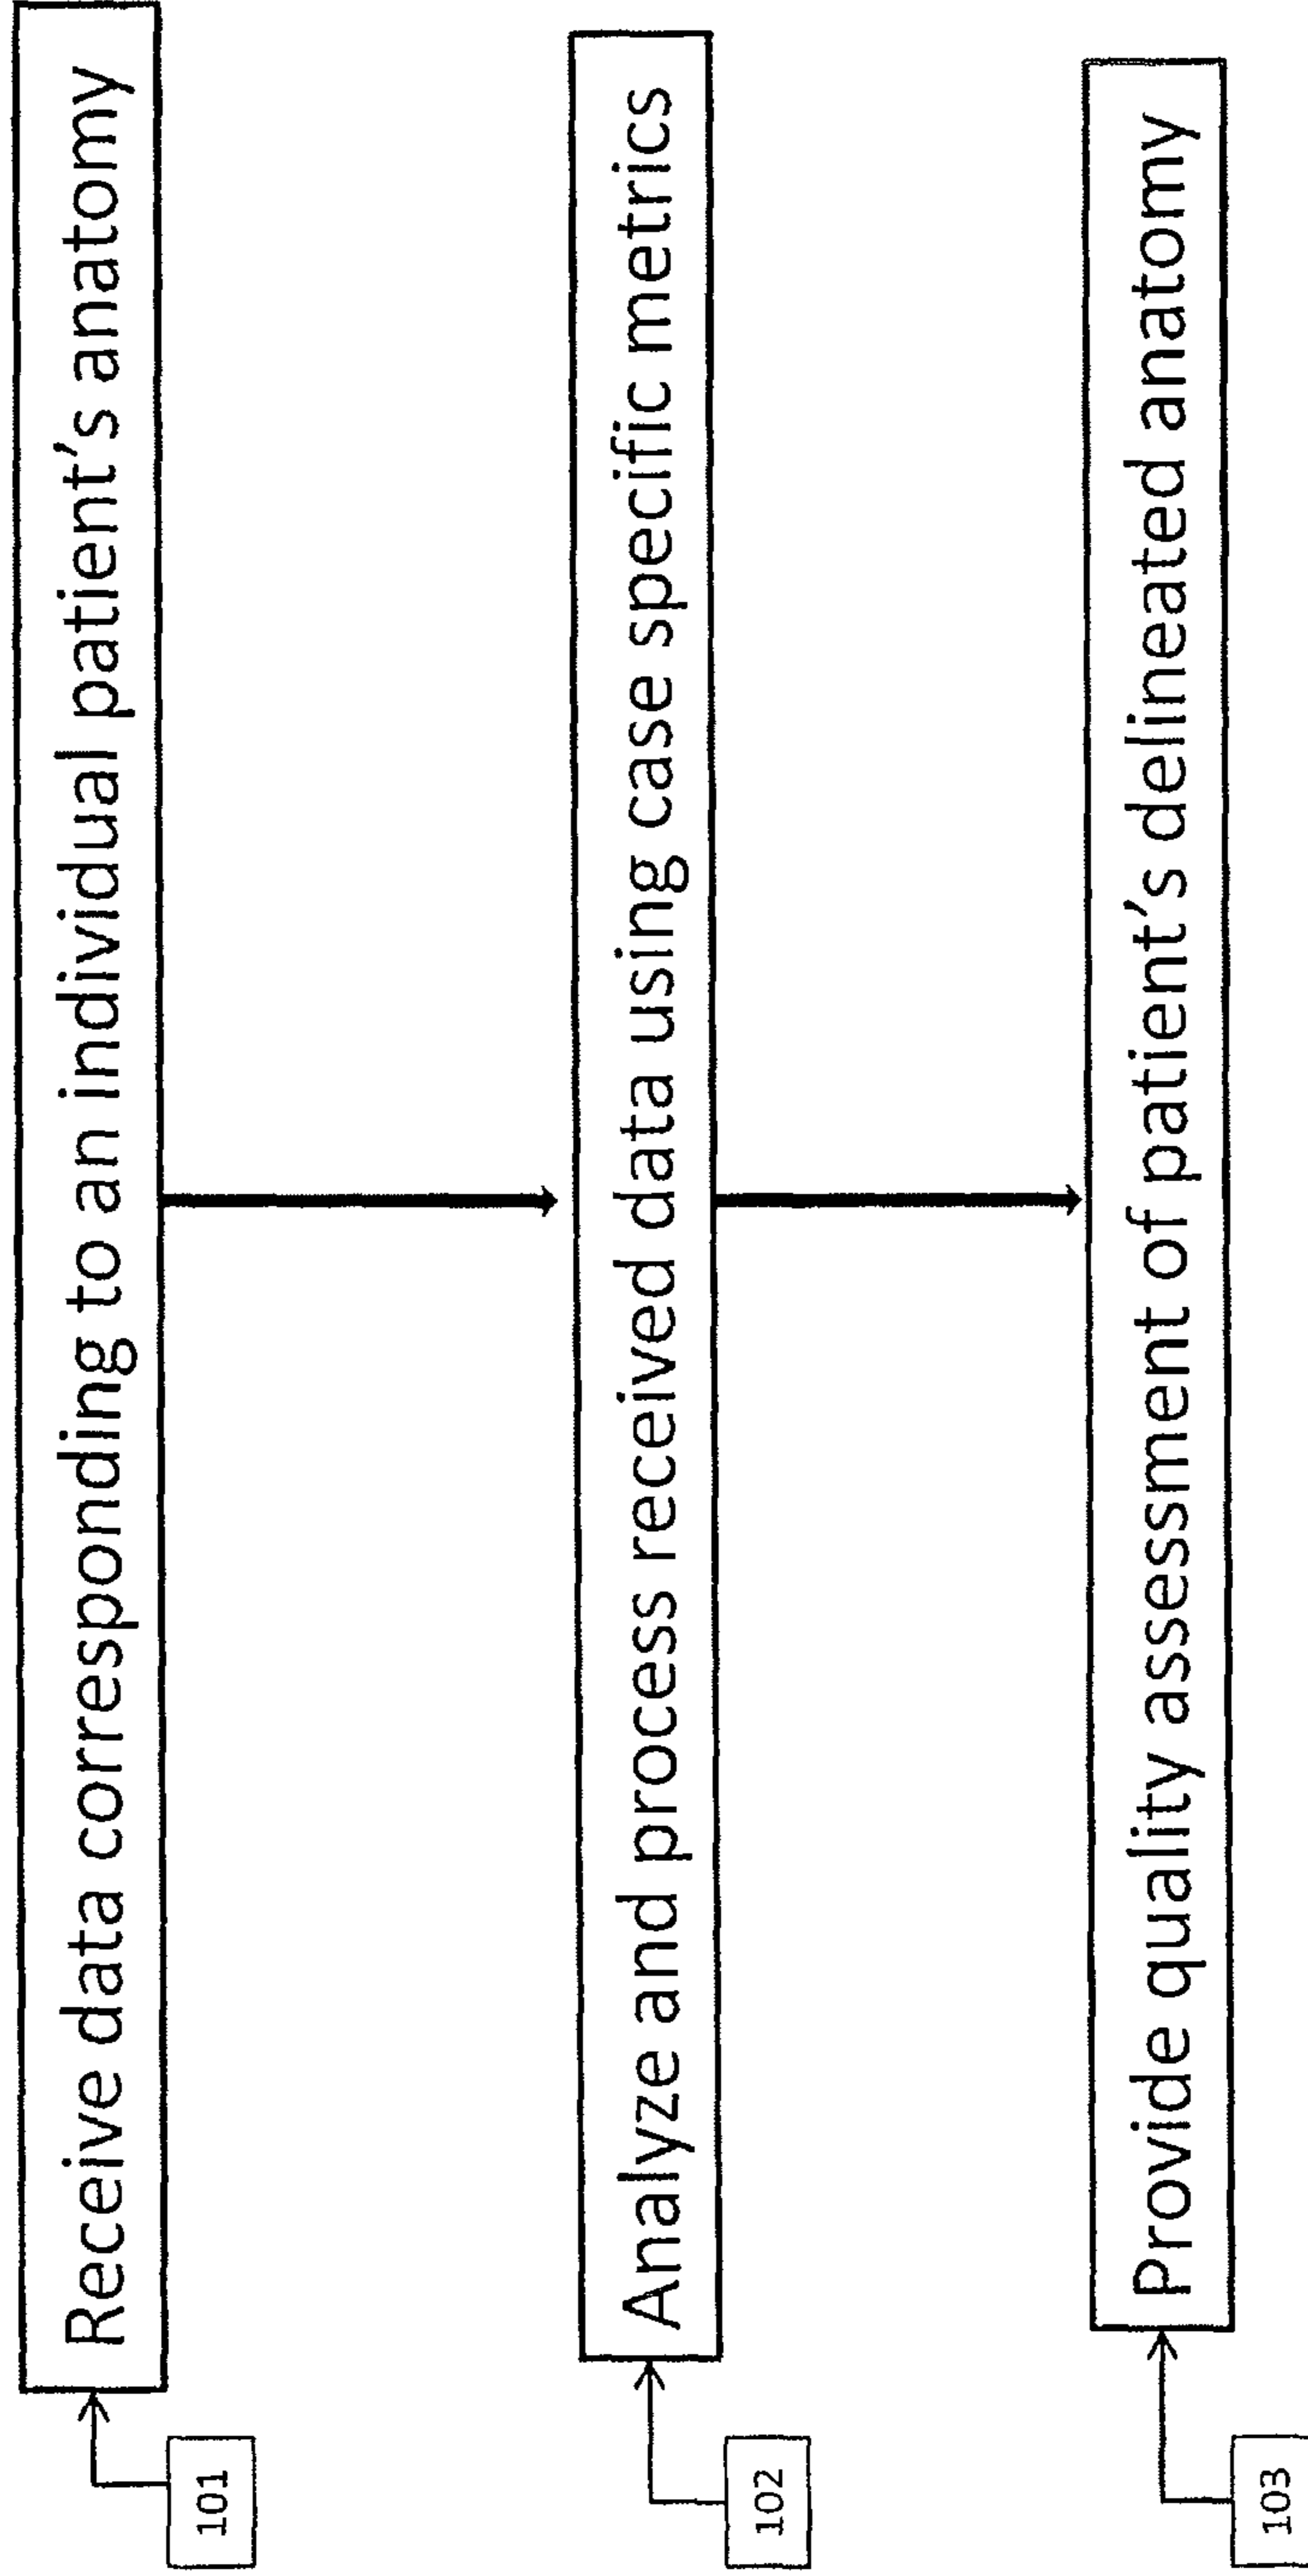 Receive data corresponding to an individual patient's anatomy
101
Analyze and process received data using case specific metrics
102
Provide quality assessment of patient's delineated anatomy
103